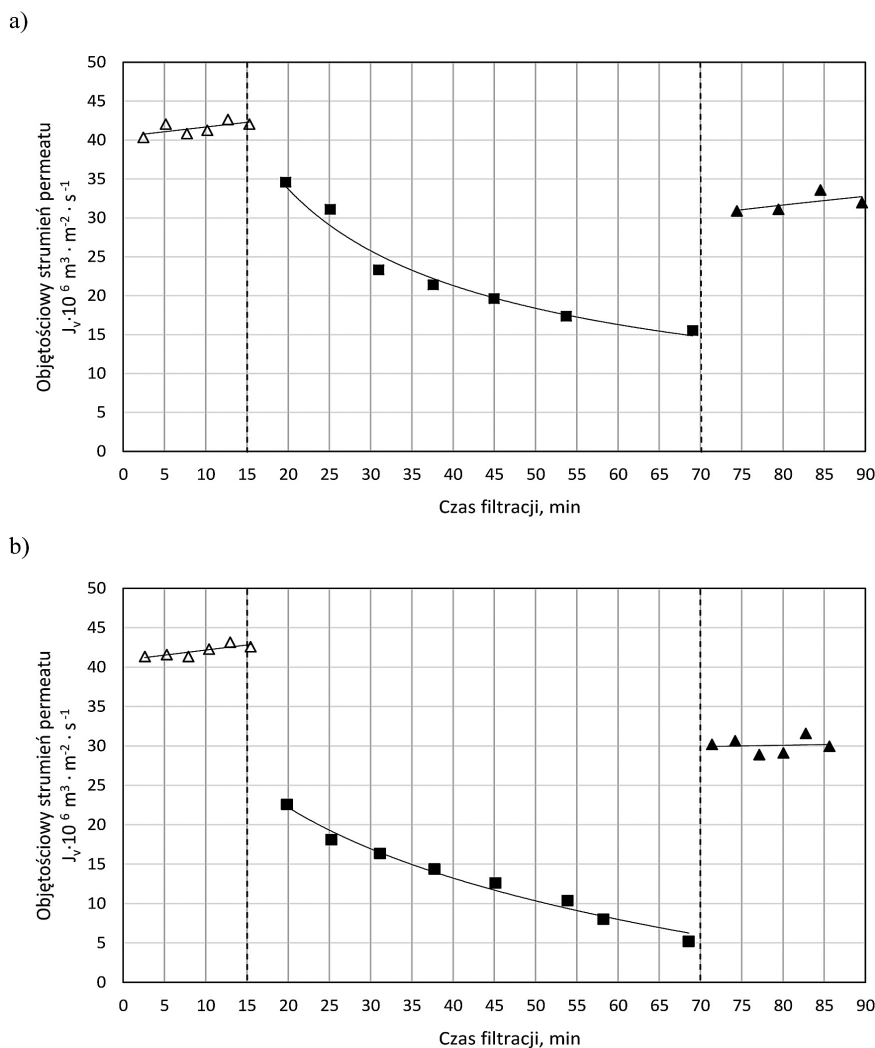 a)
50
45
40
35
30
25
20
15
10
5
0
Objętościowy strumień permeatu
Jv·10 6 m3 · m-2 · s -1
0 5 10 15 20 25 30 35 40 45 50 55 60 65 70 75 80 85 90
Czas filtracji, min
b)
50
45
40
35
30
25
20
15
10
5
0
Objętościowy strumień permeatu
Jv·10 6 m3 · m-2 · s -1
0 5 10 15 20 25 30 35 40 45 50 55 60 65 70 75 80 85 90
Czas filtracji, min